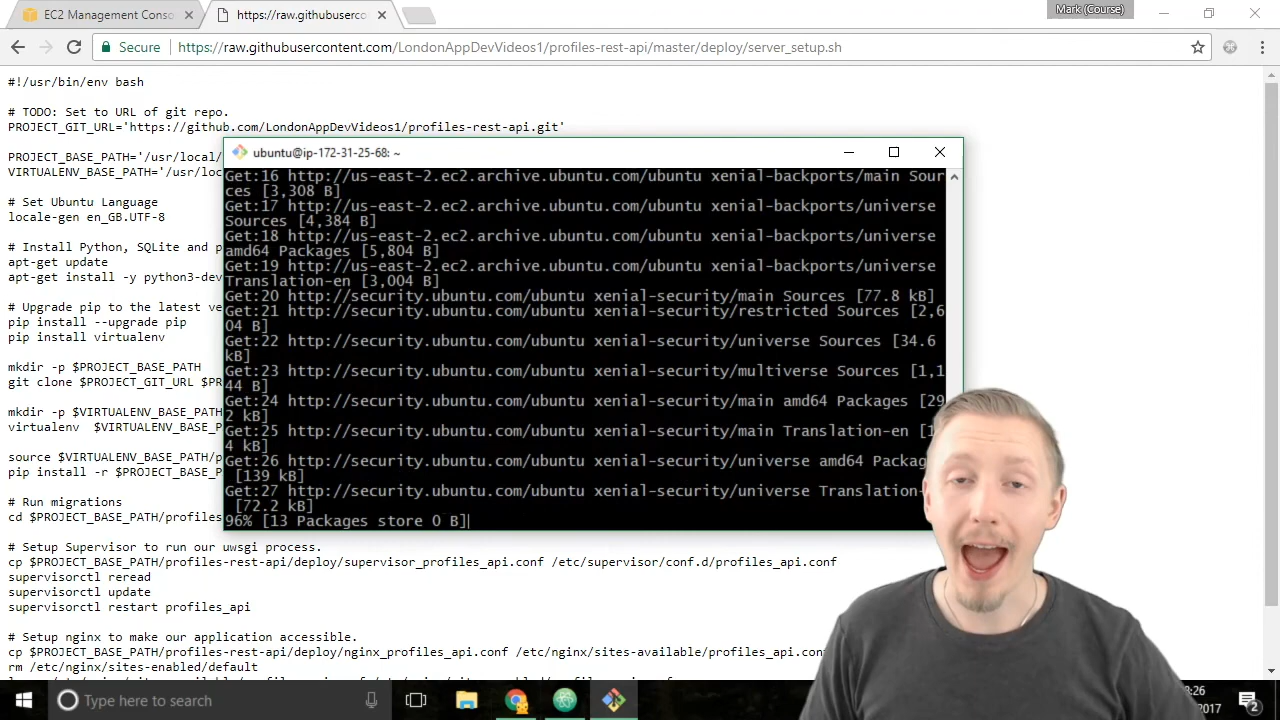 EC2 Management Conso
https://raw.githubuserco
Mark (Course)
Secure
https://raw.githubusercontent.com/LondonAppDevVideos1/profiles-rest-api/master/deploy/server_setup.sh
#!/usr/bin/env bash
# TODO: Set to URL of git repo.
PROJECT_GIT_URL='https://github.com/LondonAppDevVideos1/profiles-rest-api.git'
PROJECT_BASE_PATH='/usr/local/
VIRTUALENV_BASE_PATH='/usr/loc
# Set Ubuntu Language
locale-gen en_GB.UTF-8
# Install Python, SQLite and p
apt-get update
apt-get install -y python3-dev
# Upgrade pip to the latest ve
pip install --upgrade pip
pip install virtualenv
mkdir -p $PROJECT_BASE_PATH
git clone $PROJECT_GIT_URL $PR
mkdir -p $VIRTUALENV_BASE_PATH
virtualenv $VIRTUALENV_BASE_PA
source $VIRTUALENV_BASE_PATH/p
pip install -r $PROJECT_BASE_P
# Run migrations
cd $PROJECT_BASE_PATH/profiles
# Setup Supervisor to run our uwsgi process.
cp $PROJECT_BASE_PATH/profiles-rest-api/deploy/supervisor_profiles_api.conf /etc/supervisor/conf.d/profiles_api.conf
supervisorctl reread
supervisorctl update
supervisorctl restart profiles_api
# Setup nginx to make our application accessible.
cp $PROJECT_BASE_PATH/profiles-rest-api/deploy/nginx_profiles_api.conf /etc/nginx/sites-available/profiles_api.con
rm /etc/nginx/sites-enabled/default
ubuntu@ip-172-31-25-68: ~
Get:16 http://us-east-2.ec2.archive.ubuntu.com/ubuntu xenial-backports/main Sour
ces [3,308 B]
Get:17 http://us-east-2.ec2.archive.ubuntu.com/ubuntu xenial-backports/universe
Sources [4,384 B]
Get:18 http://us-east-2.ec2.archive.ubuntu.com/ubuntu xenial-backports/universe
amd64 Packages [5,804 B]
Get:19 http://us-east-2.ec2.archive.ubuntu.com/ubuntu xenial-backports/universe
Translation-en [3,004 B]
Get:20 http://security.ubuntu.com/ubuntu xenial-security/main Sources [77.8 kB]
Get:21 http://security.ubuntu.com/ubuntu xenial-security/restricted Sources [2,6
04 B]
Get:22 http://security.ubuntu.com/ubuntu xenial-security/universe Sources [34.6
kB]
Get:23 http://security.ubuntu.com/ubuntu xenial-security/multiverse Sources [1,1
44 B]
Get:24 http://security.ubuntu.com/ubuntu xenial-security/main amd64 Packages [29
2 kB]
Get:25 http://security.ubuntu.com/ubuntu xenial-security/main Translation-en [1
4 kB]
Get:26 http://security.ubuntu.com/ubuntu xenial-security/universe amd64 Packag
[139 kB]
Get:27 http://security.ubuntu.com/ubuntu xenial-security/universe Translation-
[72.2 kB]
96% [13 Packages store 0 B]
Type here to search
:26
2017
2